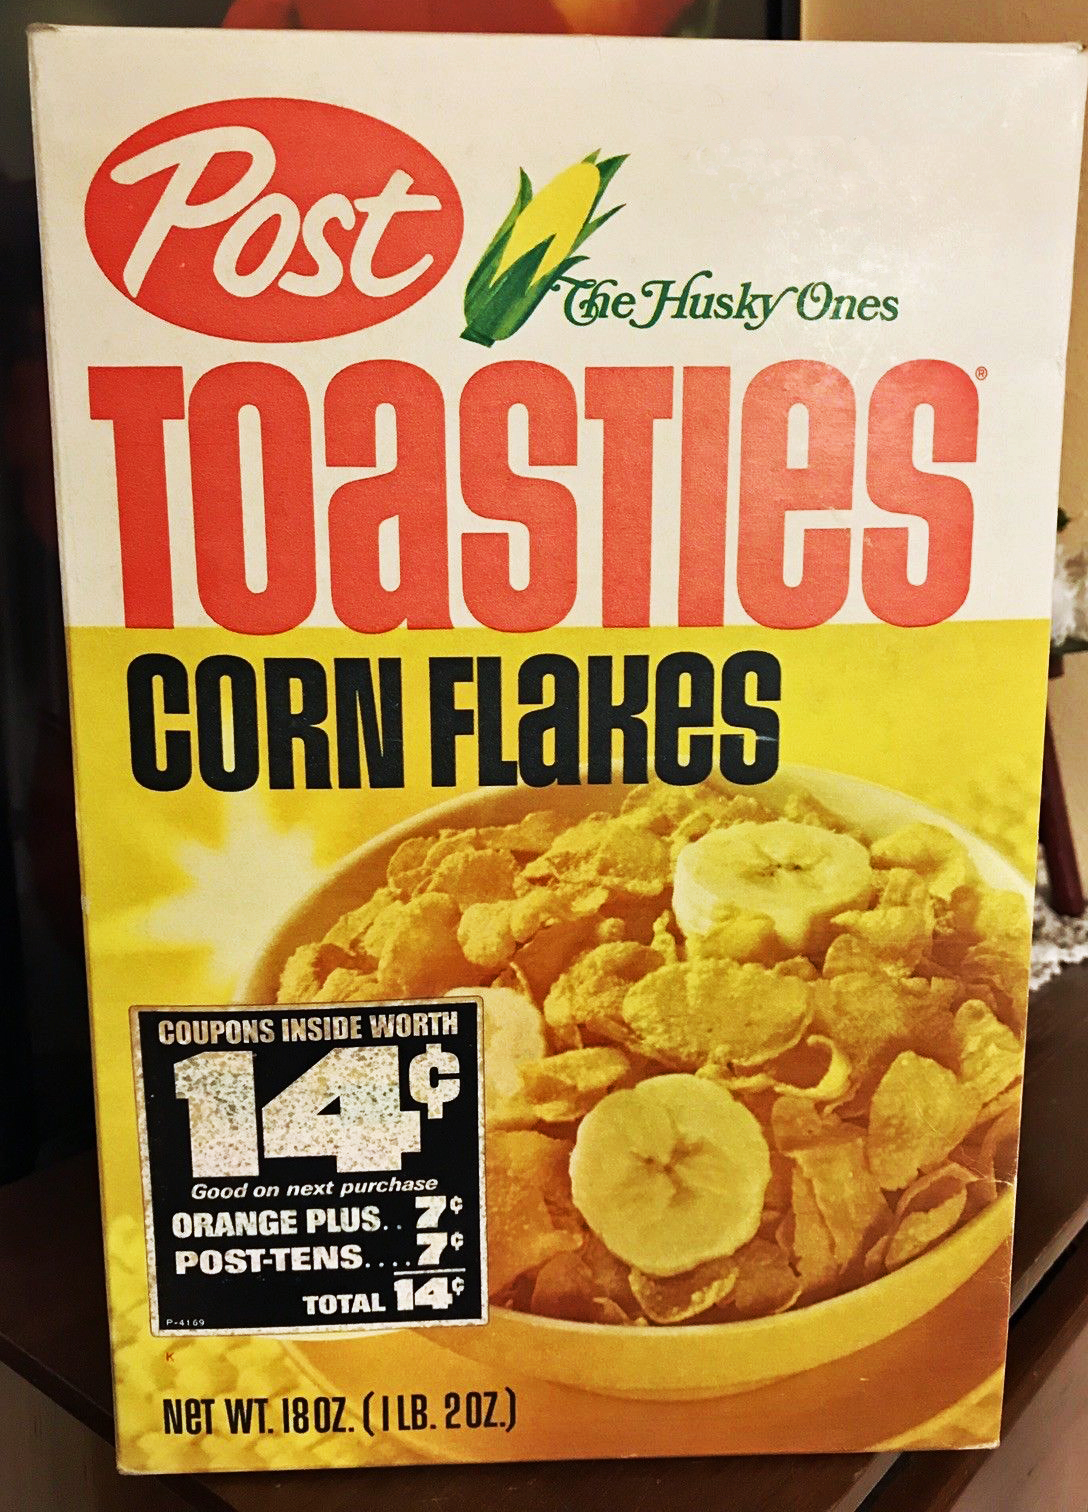 Post
The Husky Ones
Toasties®
CORN FLakes
COUPONS INSIDE WORTH
14¢
Good on next purchase
ORANGE PLUS.. 7¢
POST-TENS.... 7¢
TOTAL 14¢
P-4169
K
NeT WT. 18 OZ. (1 LB. 2 OZ.)